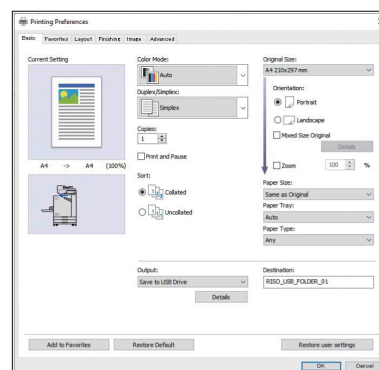 Printing Preferences
Basic Favorites Layout Finishing Image Advanced
Current Setting
A4 -> A4 (100%)
Color Mode:
Auto
Duplex/Simplex:
Simplex
Copies:
1
Print and Pause
Sort:
Collated
Uncollated
Original Size:
A4 210x297 mm
Orientation:
Portrait
Landscape
Mixed Size Original
Details
Zoom 100 %
Paper Size:
Same as Original
Paper Tray:
Auto
Paper Type:
Any
Output:
Save to USB Drive
Details
Destination:
RISO_USB_FOLDER_01
Add to Favorites Restore Default Restore user settings
OK Cancel